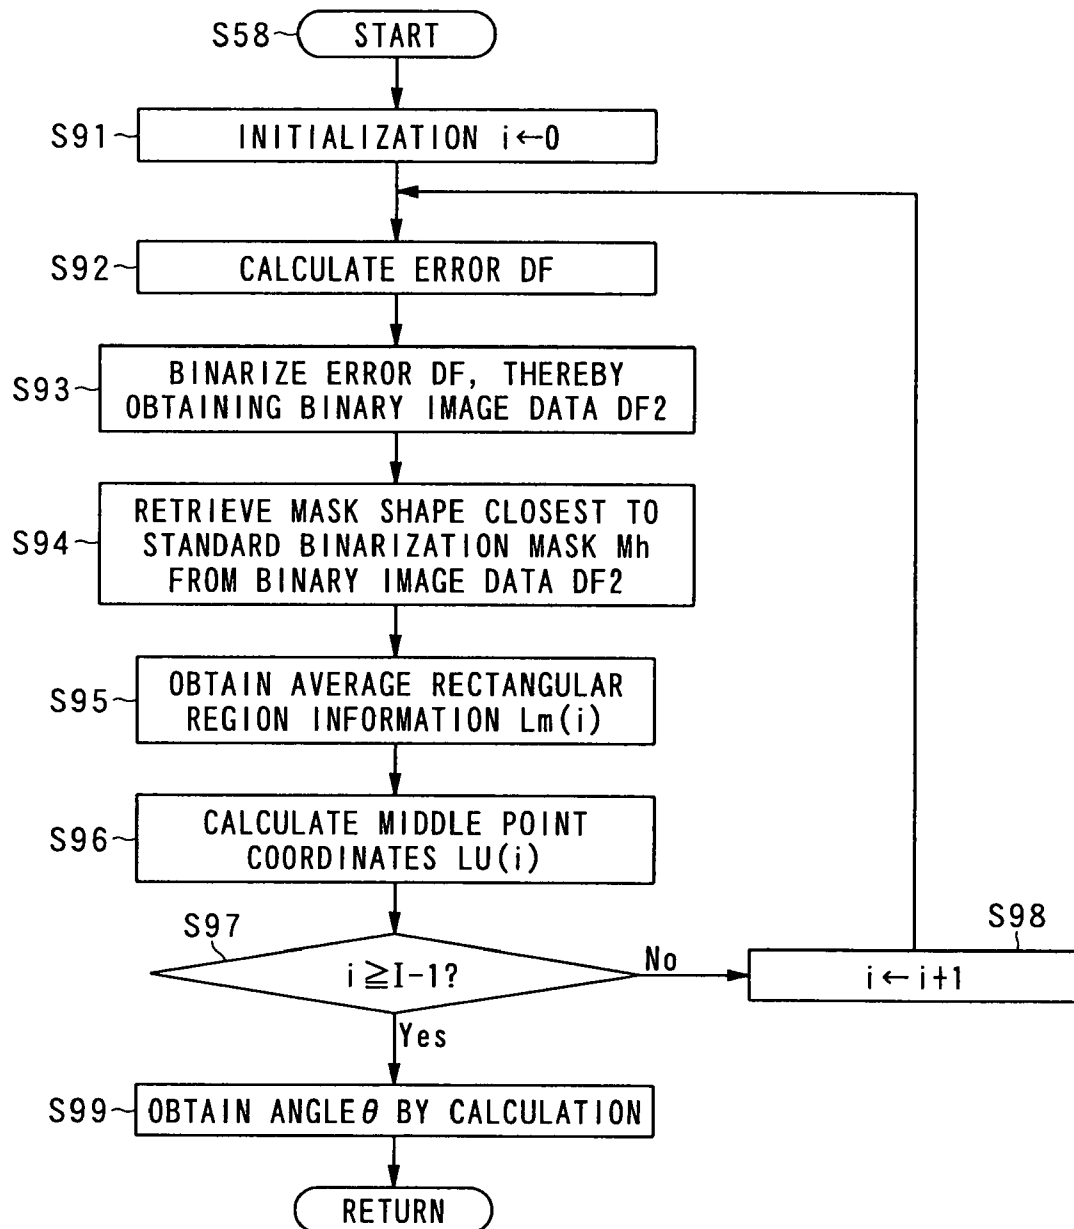 S58
START
S91
INITIALIZATION i←0
S92
CALCULATE ERROR DF
S93
BINARIZE ERROR DF, THEREBY
OBTAINING BINARY IMAGE DATA DF2
S94
RETRIEVE MASK SHAPE CLOSEST TO
STANDARD BINARIZATION MASK Mh
FROM BINARY IMAGE DATA DF2
S95
OBTAIN AVERAGE RECTANGULAR
REGION INFORMATION Lm(i)
S96
CALCULATE MIDDLE POINT
COORDINATES LU(i)
S97
i≧I-1?
No
S98
i←i+1
Yes
S99
OBTAIN ANGLEθ BY CALCULATION
RETURN